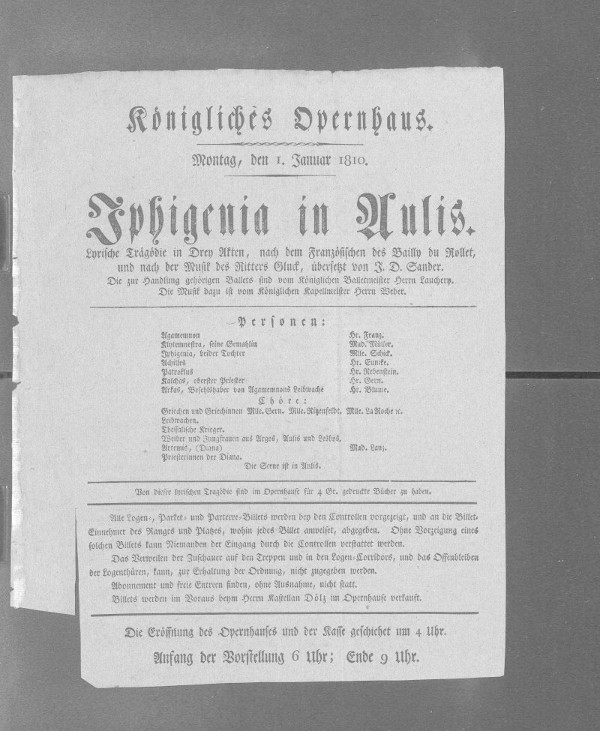 Königliches Opernhaus.
Montag, den 1. Januar 1810.
Iphigenia in Aulis.
Lyrische Tragödie in Drey Akten, nach dem Französischen des Bailly du Rollet,
und nach der Musik des Ritters Gluck, übersetzt von J. D. Sander.
Die zur Handlung gehörigen Ballets sind vom Königlichen Balletmeister Herrn Lauchery.
Die Musik dazu ist vom Königlichen Kapellmeister Herrn Weber.
Personen:
Agamemnon Hr. Franz.
Klytemnestra, seine Gemahlin Mad. Müller.
Iphigenia, beider Tochter Mlle. Schick.
Achilles Hr. Eunike.
Patroklus Hr. Rebenstein.
Kalchas, oberster Priester Hr. Gern.
Arkas, Befehlshaber von Agamemnons Leibwache Hr. Blume.
Chöre:
Griechen und Griechinnen Mlle. Gern. Mlle. Ritzenfeldt. Mlle. La Roche ꝛc.
Leibwachen.
Thessalische Krieger.
Weiber und Jungfrauen aus Argos, Aulis und Lesbos.
Artemis, (Diana) Mad. Lanz.
Priesterinnen der Diana.
Die Scene ist in Aulis.
Von dieser lyrischen Tragödie sind im Opernhause für 4 Gr. gedruckte Bücher zu haben.
Alle Logen-, Parket- und Parterre-Billets werden bey den Controllen vorgezeigt, und an die Billet-
Einnehmer des Ranges und Platzes, wohin jedes Billet anweiset, abgegeben. Ohne Vorzeigung eines
solchen Billets kann Niemanden der Eingang durch die Controllen verstattet werden.
Das Verweilen der Zuschauer auf den Treppen und in den Logen-Corridors, und das Offenbleiben
der Logenthüren, kann, zur Erhaltung der Ordnung, nicht zugegeben werden.
Abonnement und freie Entreen finden, ohne Ausnahme, nicht statt.
Billets werden im Voraus beym Herrn Kastellan Dölz im Opernhause verkauft.
Die Eröffnung des Opernhauses und der Kasse geschiehet um 4 Uhr.
Anfang der Vorstellung 6 Uhr; Ende 9 Uhr.